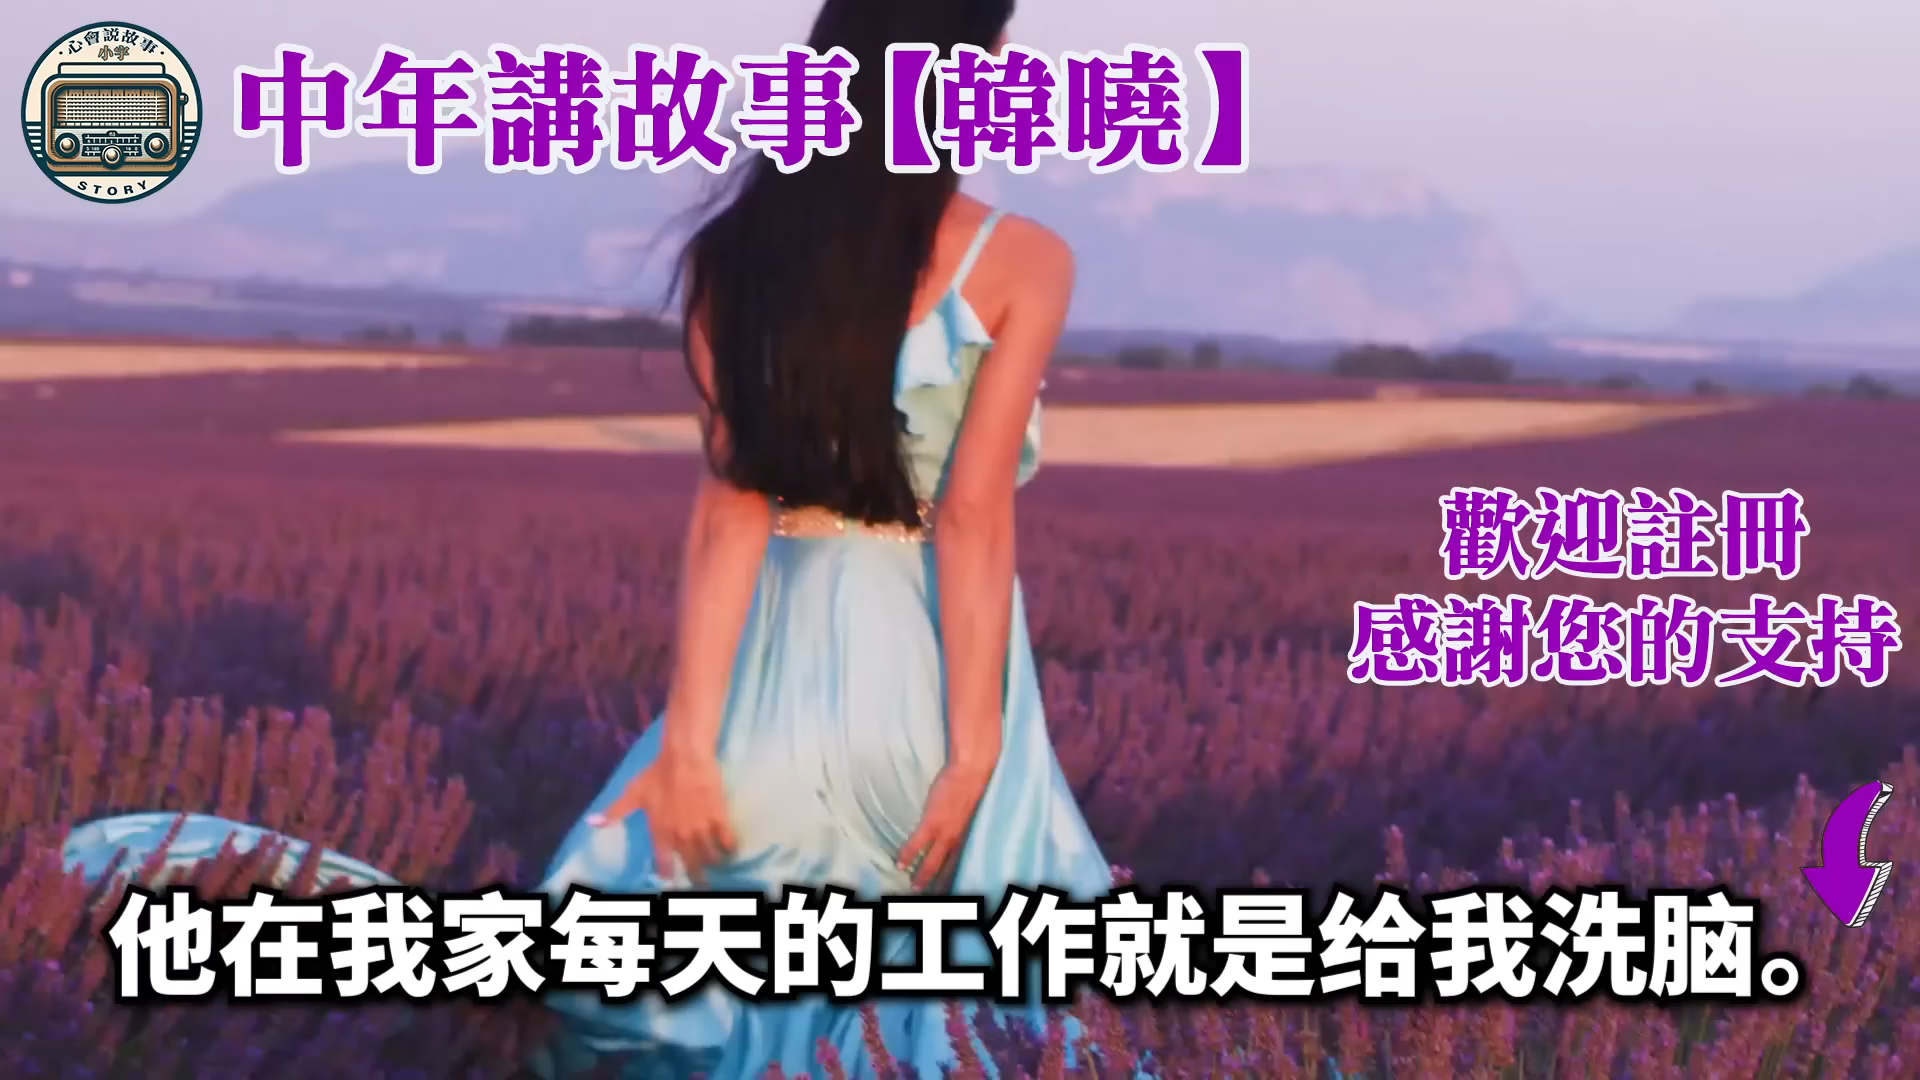 心會説故事
小宇
STORY
中年講故事【韓曉】
歡迎註冊
感謝您的支持
他在我家每天的工作就是给我洗脑。